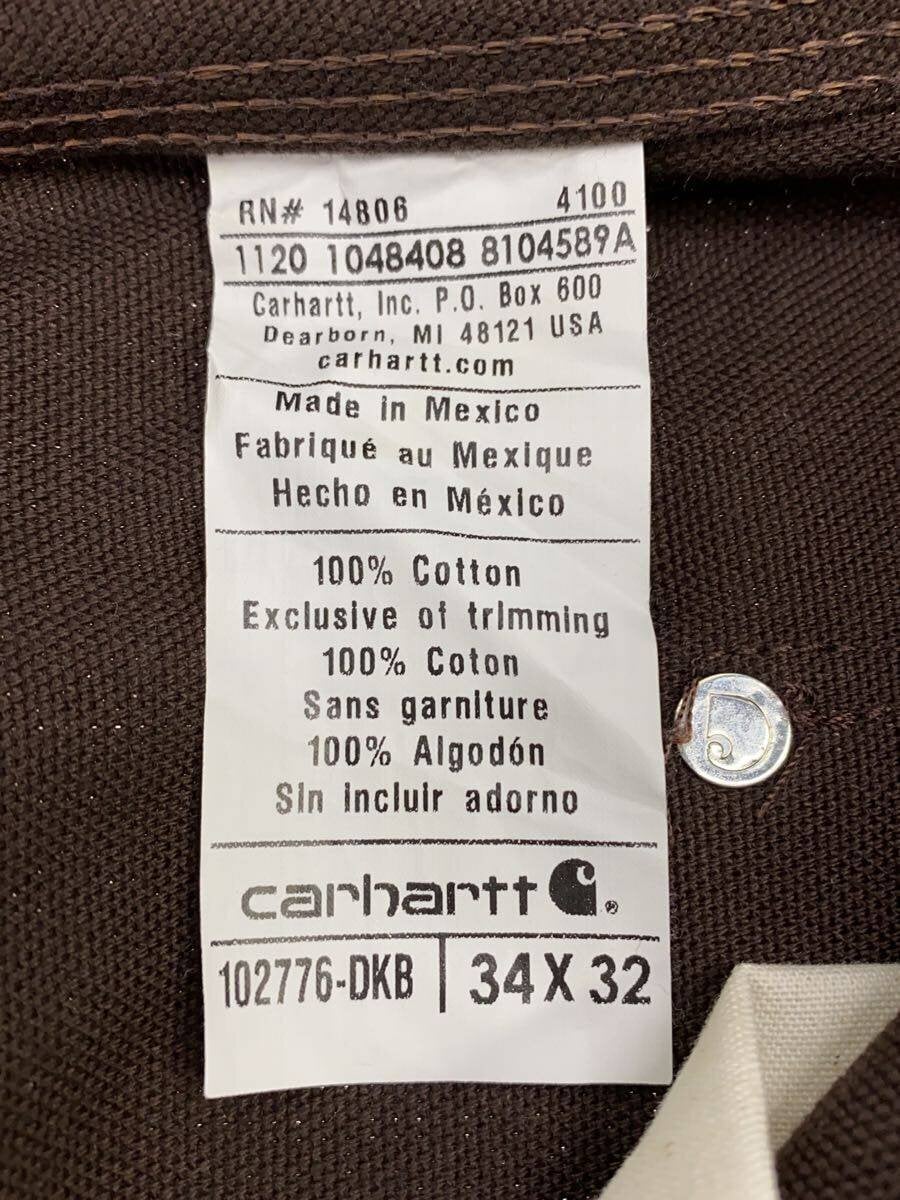 RN# 14806 4100
1120 1048408 8104589A
Carhartt, Inc. P.O. Box 600
Dearborn, MI 48121 USA
carhartt.com
Made in Mexico
Fabriqué au Mexique
Hecho en México
100% Cotton
Exclusive of trimming
100% Coton
Sans garniture
100% Algodón
Sin incluir adorno
carhartt ®
102776-DKB 34 X 32